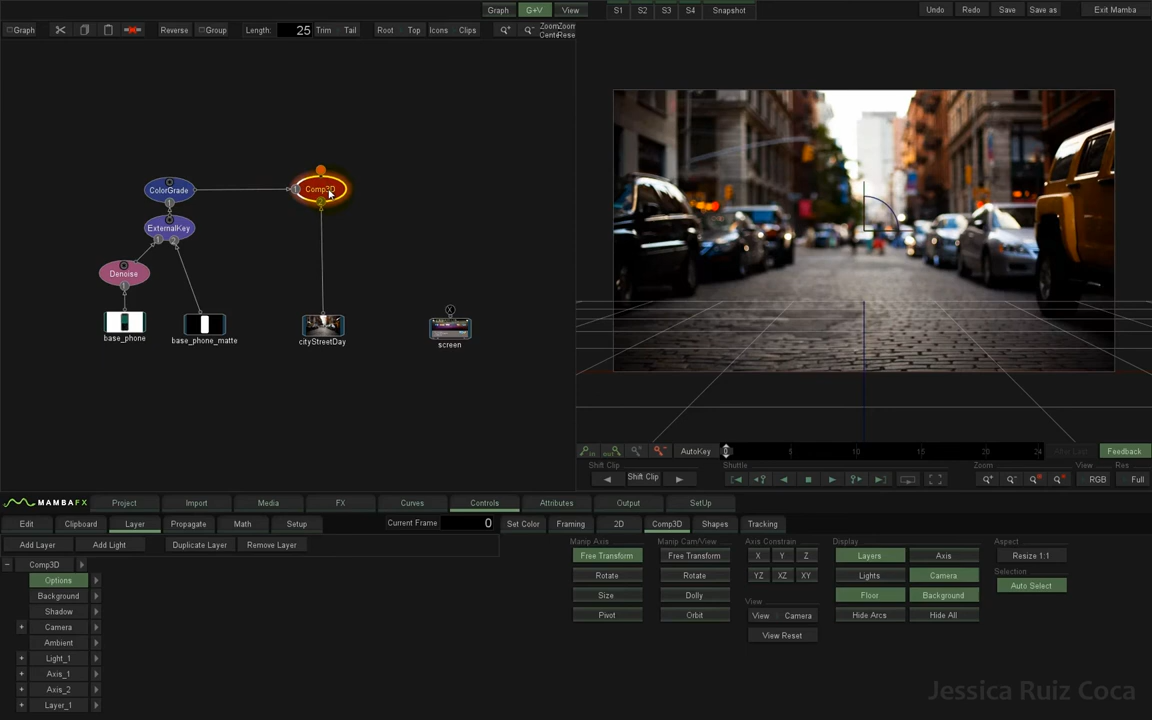 Graph G+V View S1 S2 S3 S4 Snapshot Undo Redo Save Save as Exit Mamba
Graph Reverse Group Length: 25 Trim Tail Root Top Icons Clips
ColorGrade
Comp3D
ExternalKey
Denoise
base_phone
base_phone_matte
cityStreetDay
screen
AutoKey 0 5 10 15 20 25 Feedback
Shift Clip Shuttle Zoom View Res
Shift Clip RGB Full
MAMBAFX Project Import Media FX Curves Controls Attributes Output SetUp
Edit Clipboard Layer Propagate Math Setup Current Frame 0 Set Color Framing 2D Comp3D Shapes Tracking
Add Layer Add Light Duplicate Layer Remove Layer
Manip Axis Manip Cam/View Axis Constrain Display Aspect
Free Transform Free Transform X Y Z Layers Axis Resize 1:1
Rotate Rotate YZ XZ XY Lights Camera Selection
Auto Select
Size Dolly View Floor Background
Pivot Orbit View Camera Hide Arcs Hide All
View Reset
Comp3D
Options
Background
Shadow
Camera
Ambient
Light_1
Axis_1
Axis_2
Layer_1
Jessica Ruiz Coca